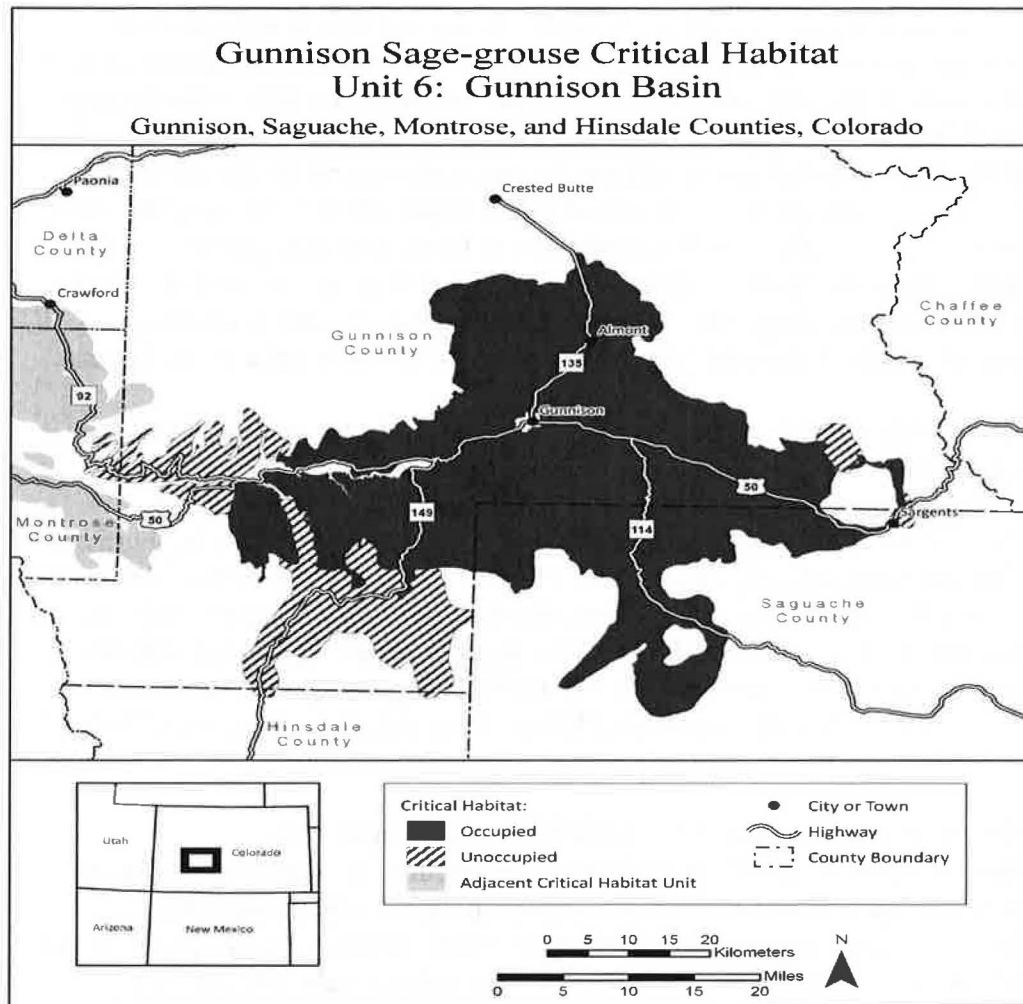 Gunnison Sage-grouse Critical Habitat
Unit 6: Gunnison Basin
Gunnison, Saguache, Montrose, and Hinsdale Counties, Colorado
Paonia
Crested Butte
Delta
County
Crawford
Chaffee
County
Gunnison
County
Almont
135
92
Gunnison
50
149
50
114
Sargents
Montrose
County
Saguache
County
Hinsdale
County
Utah
Colorado
Arizona
New Mexico
Critical Habitat:
Occupied
Unoccupied
Adjacent Critical Habitat Unit
City or Town
Highway
County Boundary
0 5 10 15 20
Kilometers
Miles
0 5 10 15 20
N